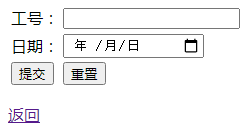 工号：
日期： 年 /月/日
提交 重置
返回